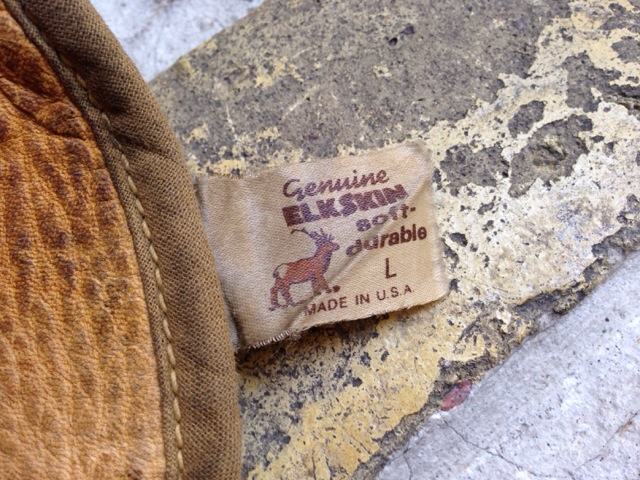 Genuine
ELKSKIN
soft-
durable
L
MADE IN U.S.A